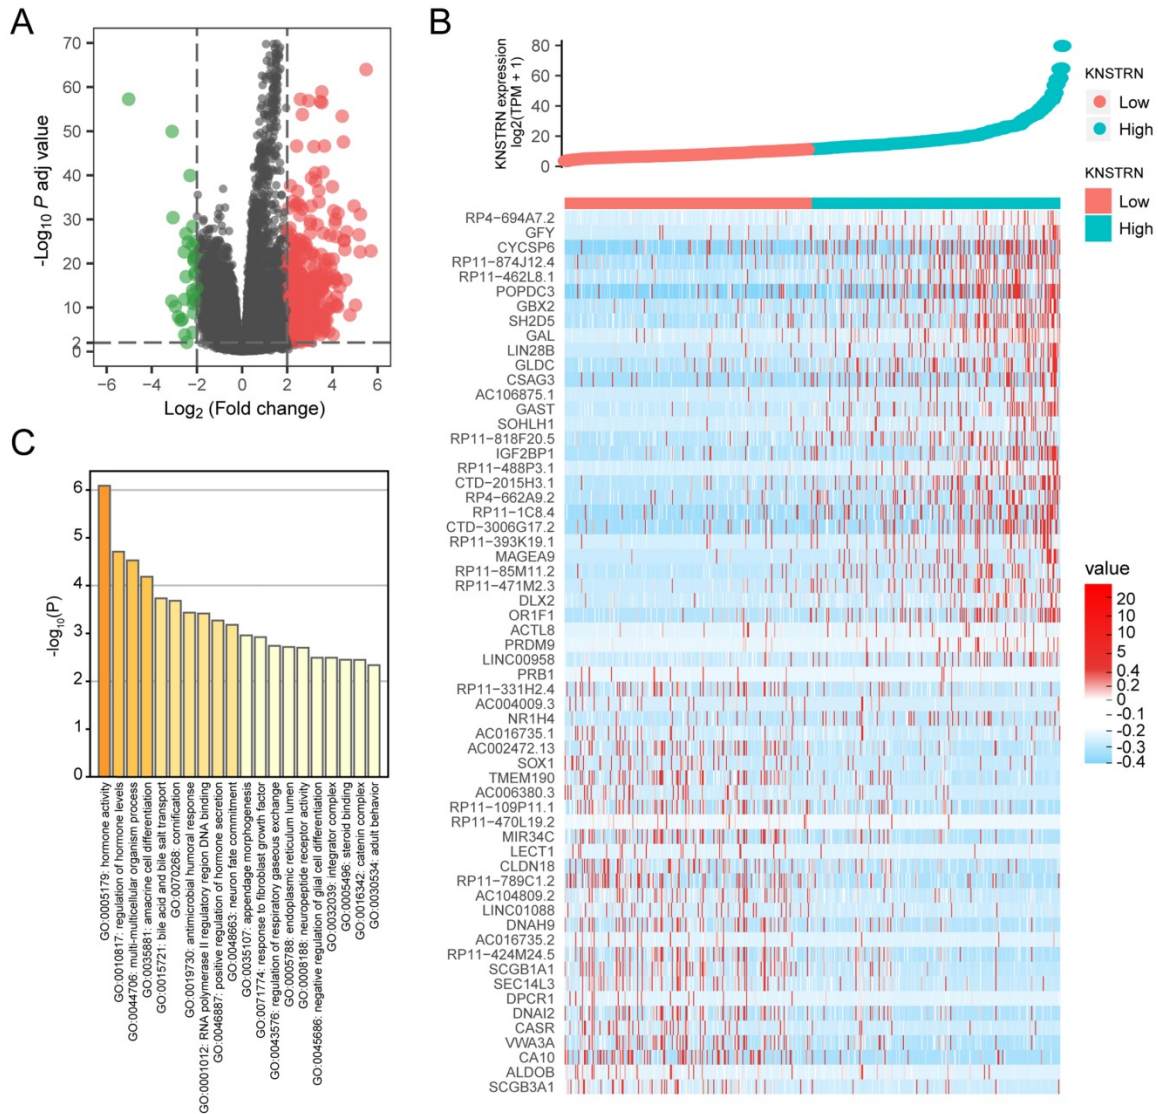 A
70
60
50
40
30
20
10
2
0
-Log10 P adj value
−6
−4
−2
0
2
4
6
Log2 (Fold change)
B
80
60
40
20
0
KNSTRN expression
log2(TPM + 1)
KNSTRN
Low
High
KNSTRN
Low
High
RP4−694A7.2
GFY
CYCSP6
RP11−874J12.4
RP11−462L8.1
POPDC3
GBX2
SH2D5
GAL
LIN28B
GLDC
CSAG3
AC106875.1
GAST
SOHLH1
RP11−818F20.5
IGF2BP1
RP11−488P3.1
CTD−2015H3.1
RP4−662A9.2
RP11−1C8.4
CTD−3006G17.2
RP11−393K19.1
MAGEA9
RP11−85M11.2
RP11−471M2.3
DLX2
OR1F1
ACTL8
PRDM9
LINC00958
PRB1
RP11−331H2.4
AC004009.3
NR1H4
AC016735.1
AC002472.13
SOX1
TMEM190
AC006380.3
RP11−109P11.1
RP11−470L19.2
MIR34C
LECT1
CLDN18
RP11−789C1.2
AC104809.2
LINC01088
DNAH9
AC016735.2
RP11−424M24.5
SCGB1A1
SEC14L3
DPCR1
DNAI2
CASR
VWA3A
CA10
ALDOB
SCGB3A1
value
20
10
10
5
0.4
0.2
0
-0.1
-0.2
-0.3
-0.4
C
6
5
4
3
2
1
0
-log10(P)
GO:0005179: hormone activity
GO:0010817: regulation of hormone levels
GO:0044706: multi-multicellular organism process
GO:0035881: amacrine cell differentiation
GO:0015721: bile acid and bile salt transport
GO:0070268: cornification
GO:0019730: antimicrobial humoral response
GO:0001012: RNA polymerase II regulatory region DNA binding
GO:0046887: positive regulation of hormone secretion
GO:0048663: neuron fate commitment
GO:0035107: appendage morphogenesis
GO:0071774: response to fibroblast growth factor
GO:0043576: regulation of respiratory gaseous exchange
GO:0005788: endoplasmic reticulum lumen
GO:0008188: neuropeptide receptor activity
GO:0045686: negative regulation of glial cell differentiation
GO:0032039: integrator complex
GO:0005496: steroid binding
GO:0016342: catenin complex
GO:0030534: adult behavior